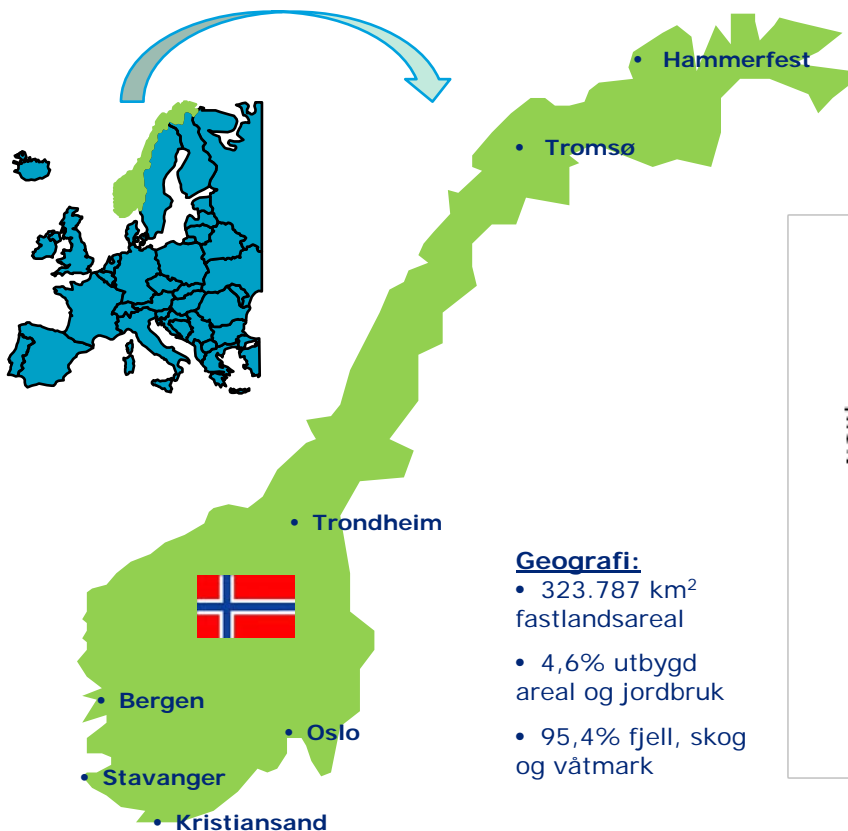 • Hammerfest
• Tromsø
• Trondheim
Geografi:
• 323.787 km²
fastlandsareal
• 4,6% utbygd
areal og jordbruk
• 95,4% fjell, skog
og våtmark
• Bergen
• Oslo
• Stavanger
• Kristiansand